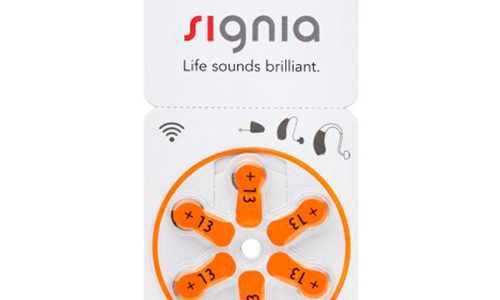 signia
Life sounds brilliant.
+ 13
+ 13
+ 13
+ 13
+ 13